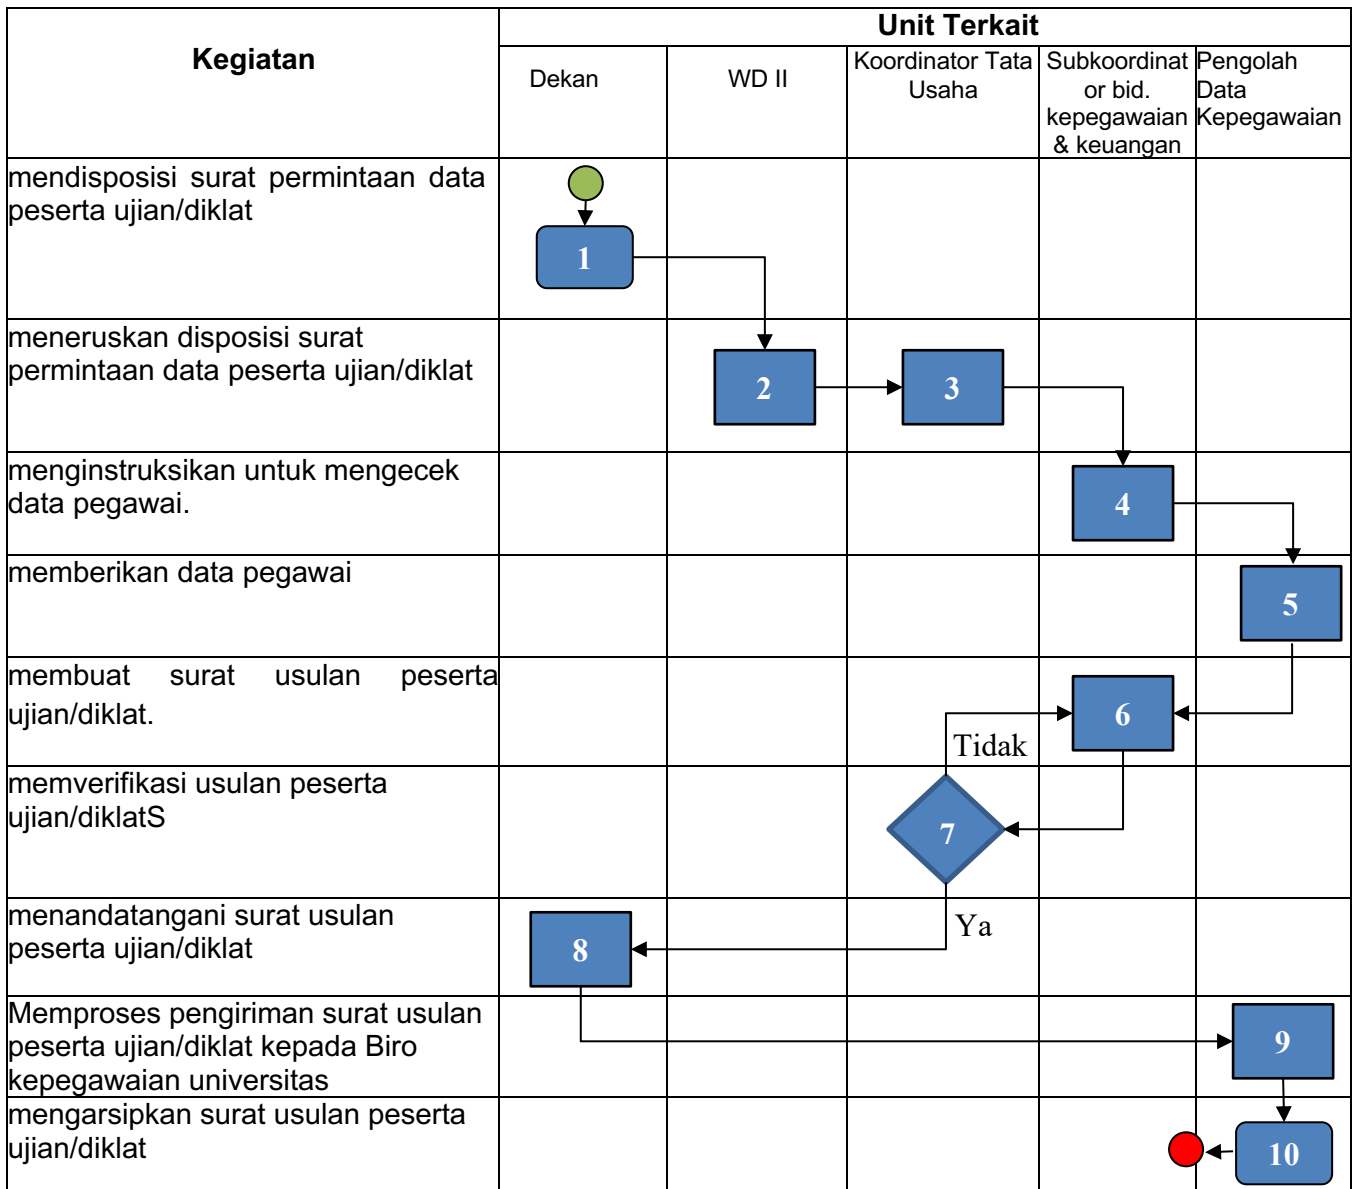 Kegiatan
Unit Terkait
Dekan
WD II
Koordinator Tata
Usaha
Subkoordinat
or bid.
kepegawaian
& keuangan
Pengolah
Data
Kepegawaian
mendisposisi surat permintaan data
peserta ujian/diklat
1
meneruskan disposisi surat
permintaan data peserta ujian/diklat
2
3
menginstruksikan untuk mengecek
data pegawai.
4
memberikan data pegawai
5
membuat surat usulan peserta
ujian/diklat.
6
Tidak
memverifikasi usulan peserta
ujian/diklatS
7
menandatangani surat usulan
peserta ujian/diklat
Ya
8
Memproses pengiriman surat usulan
peserta ujian/diklat kepada Biro
kepegawaian universitas
9
mengarsipkan surat usulan peserta
ujian/diklat
10